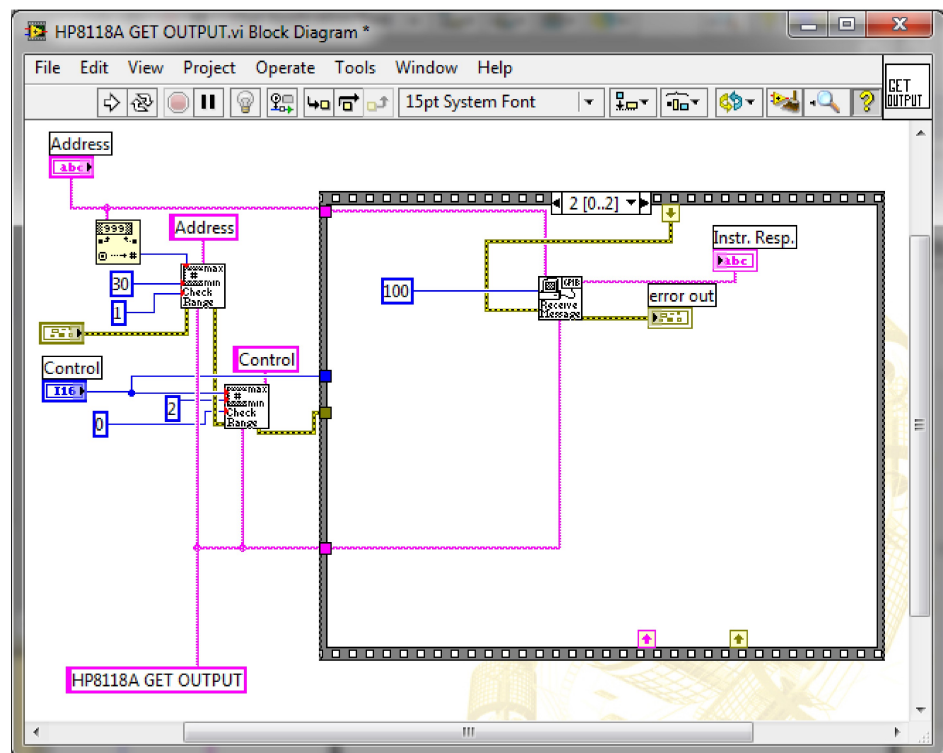 HP8118A GET OUTPUT.vi Block Diagram *
File Edit View Project Operate Tools Window Help
15pt System Font
GET
OUTPUT
Address
abc
999
#
Address
max
#
min
Check
Range
30
1
Control
I16
Control
max
#
min
Check
Range
2
0
2 [0..2]
100
GPIB
Receive
Message
Instr. Resp.
abc
error out
HP8118A GET OUTPUT